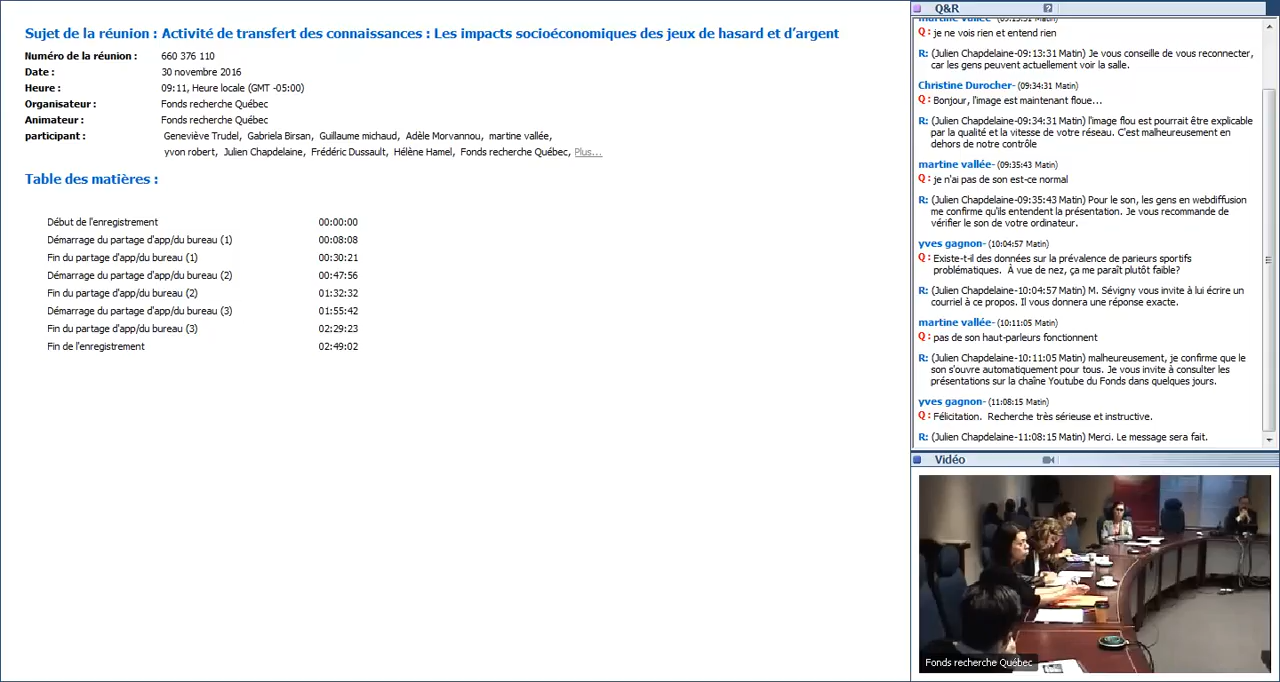 Sujet de la réunion : Activité de transfert des connaissances : Les impacts socioéconomiques des jeux de hasard et d’argent
Numéro de la réunion : 660 376 110
Date : 30 novembre 2016
Heure : 09:11, Heure locale (GMT -05:00)
Organisateur : Fonds recherche Québec
Animateur : Fonds recherche Québec
participant : Geneviève Trudel, Gabriela Birsan, Guillaume michaud, Adèle Morvannou, martine vallée,
yvon robert, Julien Chapdelaine, Frédéric Dussault, Hélène Hamel, Fonds recherche Québec, Plus...
Table des matières :
Début de l'enregistrement 00:00:00
Démarrage du partage d'app/du bureau (1) 00:08:08
Fin du partage d'app/du bureau (1) 00:30:21
Démarrage du partage d'app/du bureau (2) 00:47:56
Fin du partage d'app/du bureau (2) 01:32:32
Démarrage du partage d'app/du bureau (3) 01:55:42
Fin du partage d'app/du bureau (3) 02:29:23
Fin de l'enregistrement 02:49:02
Q&R
martine vallée- (09:13:31 Matin)
Q : je ne vois rien et entend rien
R: (Julien Chapdelaine-09:13:31 Matin) Je vous conseille de vous reconnecter,
car les gens peuvent actuellement voir la salle.
Christine Durocher- (09:34:31 Matin)
Q : Bonjour, l'image est maintenant floue...
R: (Julien Chapdelaine-09:34:31 Matin) l'image flou est pourrait être explicable
par la qualité et la vitesse de votre réseau. C'est malheureusement en
dehors de notre contrôle
martine vallée- (09:35:43 Matin)
Q : je n'ai pas de son est-ce normal
R: (Julien Chapdelaine-09:35:43 Matin) Pour le son, les gens en webdiffusion
me confirme qu'ils entendent la présentation. Je vous recommande de
vérifier le son de votre ordinateur.
yves gagnon- (10:04:57 Matin)
Q : Existe-t-il des données sur la prévalence de parieurs sportifs
problématiques. À vue de nez, ça me paraît plutôt faible?
R: (Julien Chapdelaine-10:04:57 Matin) M. Sévigny vous invite à lui écrire un
courriel à ce propos. Il vous donnera une réponse exacte.
martine vallée- (10:11:05 Matin)
Q : pas de son haut-parleurs fonctionnent
R: (Julien Chapdelaine-10:11:05 Matin) malheureusement, je confirme que le
son s'ouvre automatiquement pour tous. Je vous invite à consulter les
présentations sur la chaîne Youtube du Fonds dans quelques jours.
yves gagnon- (11:08:15 Matin)
Q : Félicitation. Recherche très sérieuse et instructive.
R: (Julien Chapdelaine-11:08:15 Matin) Merci. Le message sera fait.
Vidéo
Fonds recherche Québec